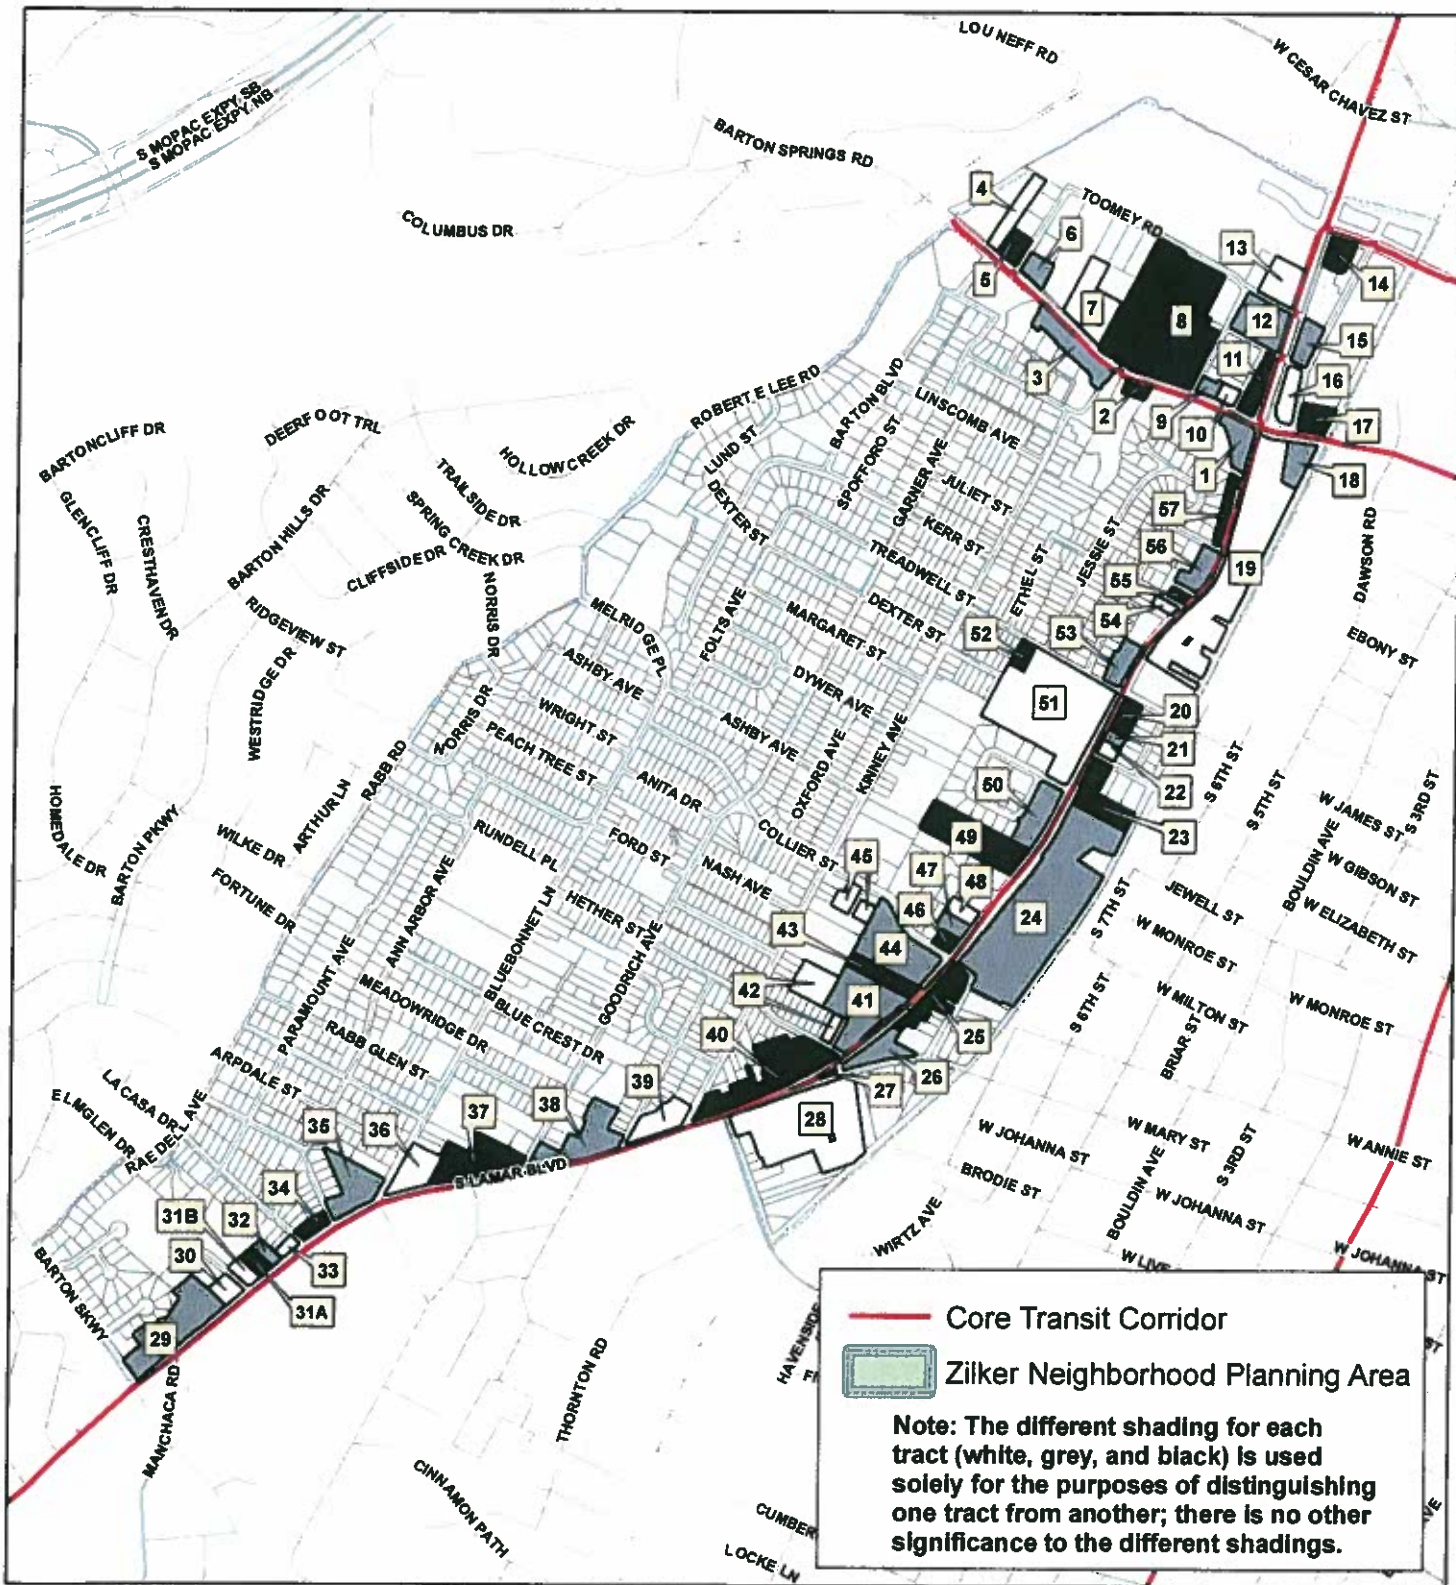 LOU NEFF RD
W CESAR CHAVEZ ST
S MOPAC EXPY SB
S MOPAC EXPY NB
BARTON SPRINGS RD
COLUMBUS DR
TOOMEY RD
4
6
13
5
14
7
8
12
15
11
3
16
2
9
17
10
1
18
ROBERT E LEE RD
BARTON BLVD
LINSCOMB AVE
LUND ST
SPOFFORD ST
GARNER AVE
JULIET ST
BARTONCLIFF DR
DEERFOOT TRL
HOLLOW CREEK DR
TRAILSIDE DR
SPRING CREEK DR
GLENCLIFF DR
CRESTHAVEN DR
BARTON HILLS DR
CLIFFSIDE DR
NORRIS DR
RIDGEVIEW ST
WESTRIDGE DR
DEXTER ST
KERR ST
TREADWELL ST
ETHEL ST
JESSIE ST
57
56
55
54
19
DAWSON RD
EBONY ST
MELRIDGE PL
FOLTS AVE
MARGARET ST
DEXTER ST
52
53
ASHBY AVE
DYWER AVE
51
20
21
22
NORRIS DR
WRIGHT ST
ASHBY AVE
OXFORD AVE
KINNEY AVE
RABB RD
PEACH TREE ST
ANITA DR
50
23
S 6TH ST
S 5TH ST
S 3RD ST
W JAMES ST
BOULDIN AVE
W GIBSON ST
HOMEDALE DR
BARTON PKWY
WILKE DR
ARTHUR LN
FORTUNE DR
RUNDELL PL
FORD ST
COLLIER ST
NASH AVE
49
45
47
48
46
24
S 7TH ST
JEWELL ST
W ELIZABETH ST
W MONROE ST
PARAMOUNT AVE
ANN ARBOR AVE
BLUEBONNET LN
HETHER ST
GOODRICH AVE
43
44
42
41
S 6TH ST
W MILTON ST
W MONROE ST
BRIAR ST
MEADOWRIDGE DR
BLUE CREST DR
RABB GLEN ST
40
25
26
27
ARPDALE ST
LA CASA DR
ELMGLEN DR
RAE DELL AVE
35
36
37
38
39
28
S LAMAR BLVD
W JOHANNA ST
BRODIE ST
W MARY ST
BOULDIN AVE
S 3RD ST
W ANNIE ST
W JOHANNA ST
WIRTZ AVE
W LIVE
W JOHANNA ST
34
31B
32
30
33
31A
29
BARTON SKWY
MANCHACA RD
THORNTON RD
CINNAMON PATH
HAVENSIDE
CUMBER
LOCKE LN
Core Transit Corridor
Zilker Neighborhood Planning Area
Note: The different shading for each
tract (white, grey, and black) is used
solely for the purposes of distinguishing
one tract from another; there is no other
significance to the different shadings.